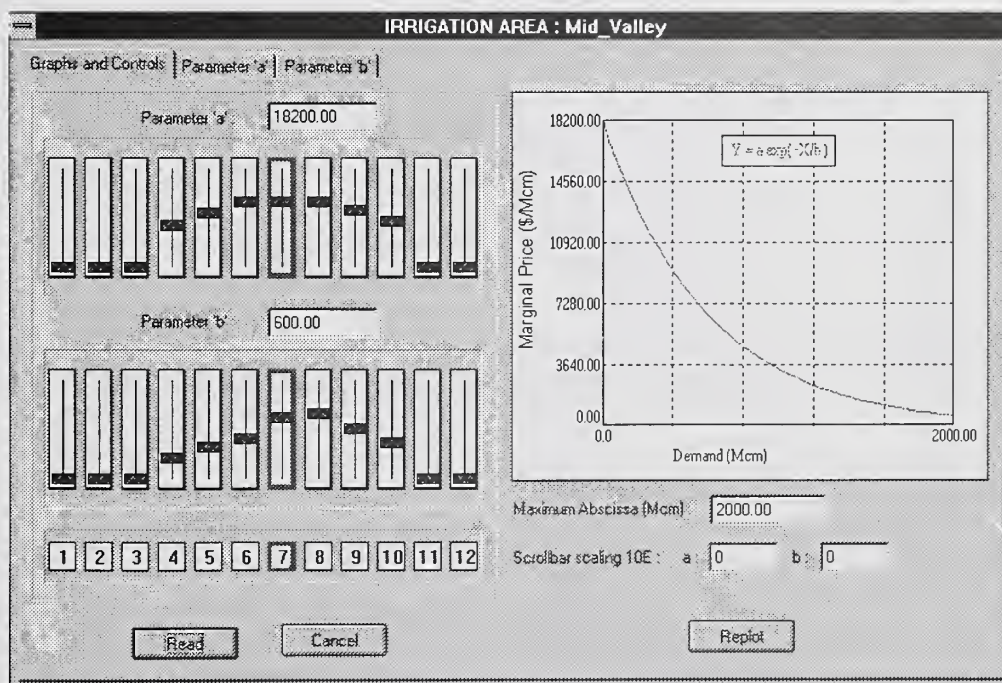 IRRIGATION AREA : Mid_Valley
Graphs and Controls Parameter 'a' Parameter 'b'
Parameter 'a' : 18200.00
Parameter 'b' 600.00
1 2 3 4 5 6 7 8 9 10 11 12
Read Cancel
18200.00
14560.00
10920.00
7280.00
3640.00
0.00
Marginal Price ($/Mcm)
Y = a exp( -X/b )
0.0 2000.00
Demand (Mcm)
Maximum Abscissa (Mcm) 2000.00
Scrollbar scaling 10E : a : 0 b : 0
Replot